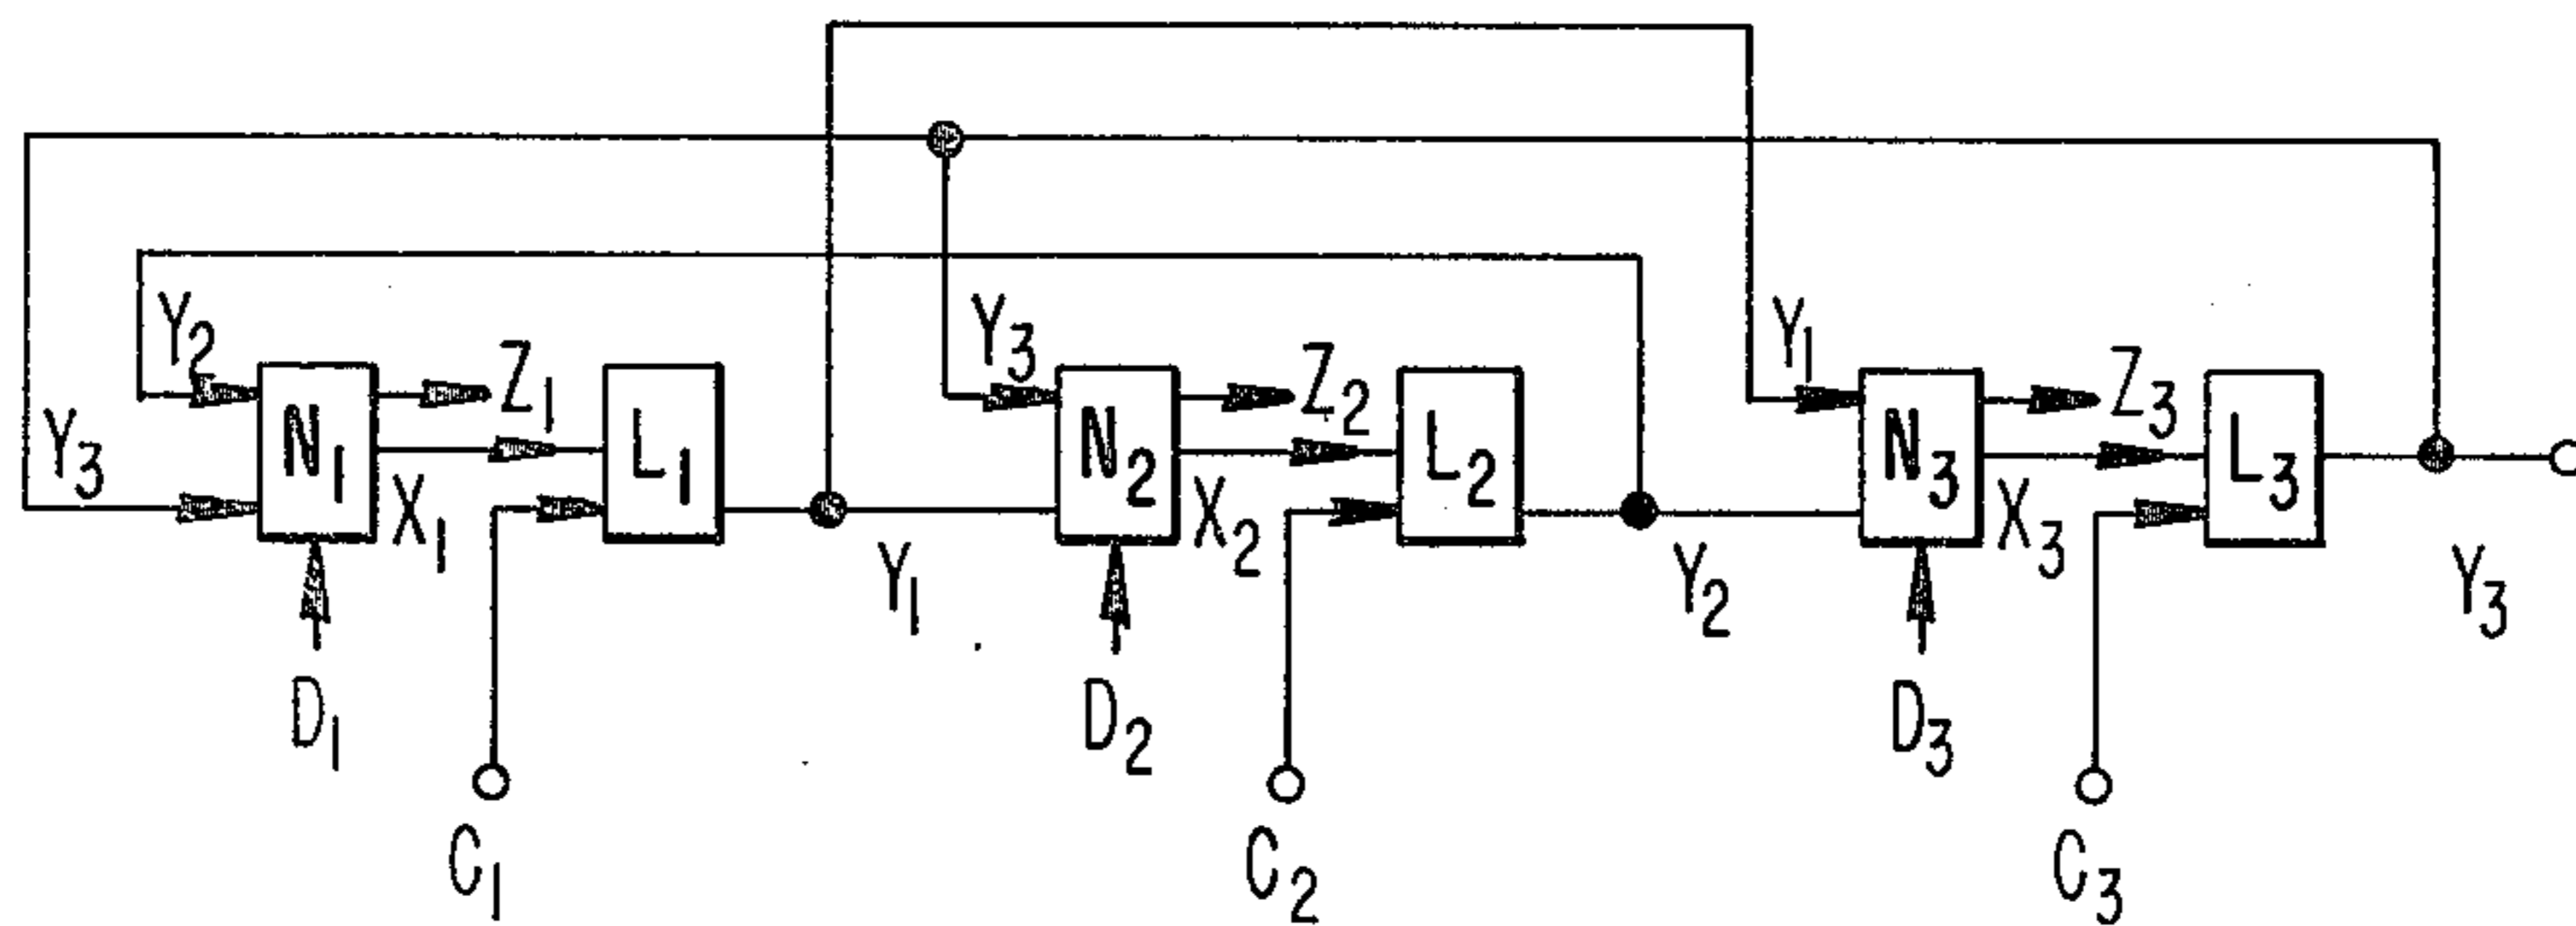 Y2 Z1 Y3 Z2 Y1 Z3
Y3 N1 L1 N2 L2 N3 L3
X1 X2 X3
Y1 Y2 Y3
D1 D2 D3
C1 C2 C3